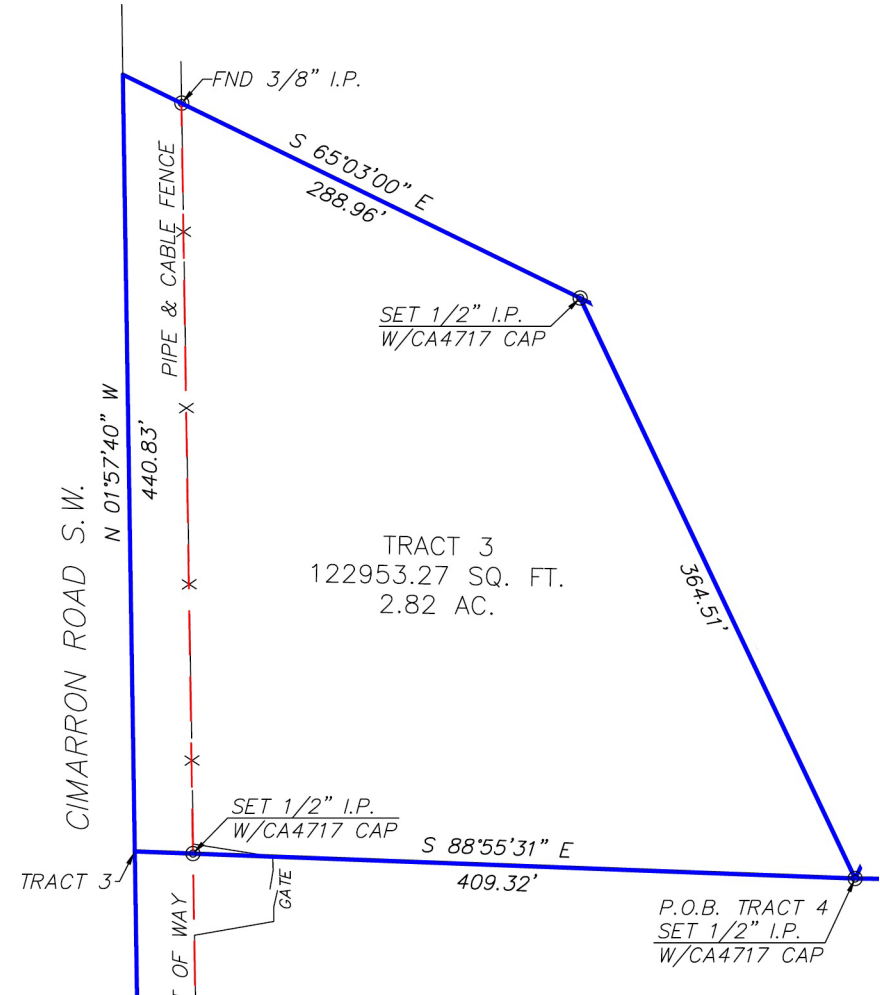 FND 3/8" I.P.
S 65°03'00" E
288.96'
PIPE & CABLE FENCE
SET 1/2" I.P.
W/CA4717 CAP
N 01°57'40" W
440.83'
CIMARRON ROAD S.W.
TRACT 3
122953.27 SQ. FT.
2.82 AC.
364.51'
SET 1/2" I.P.
W/CA4717 CAP
S 88°55'31" E
409.32'
TRACT 3
GATE
OF WAY
P.O.B. TRACT 4
SET 1/2" I.P.
W/CA4717 CAP